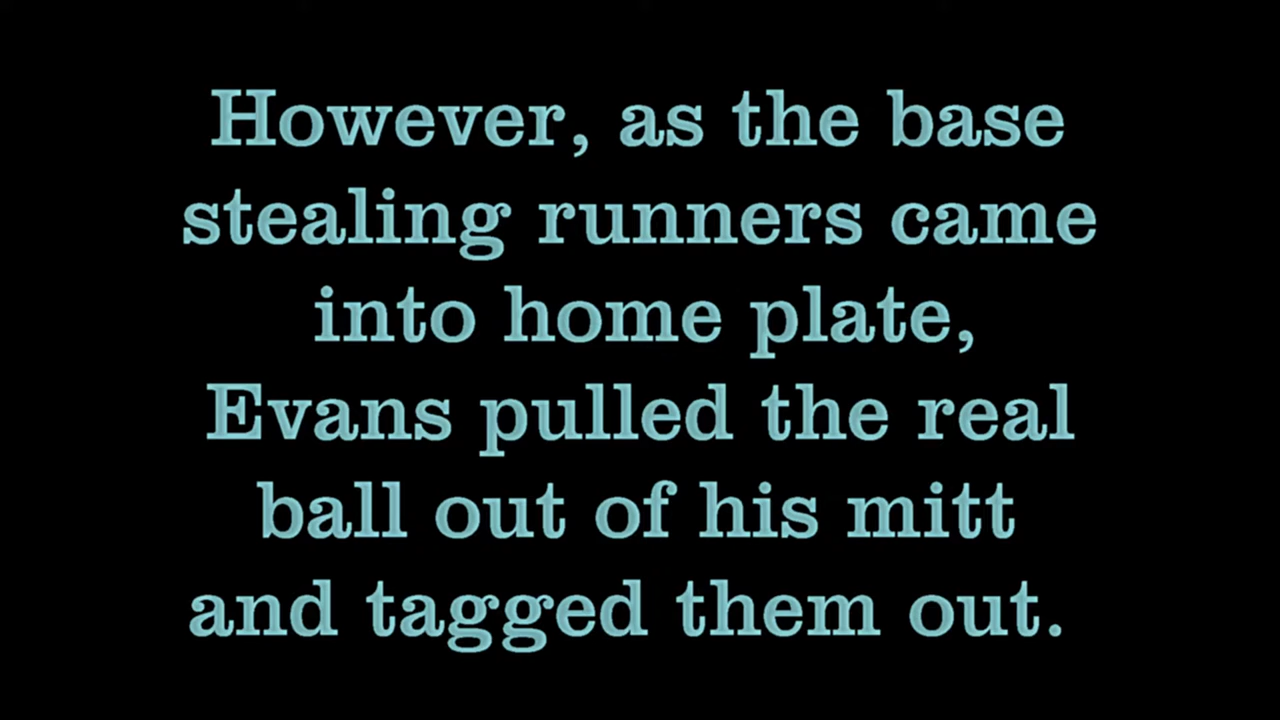 However, as the base
stealing runners came
into home plate,
Evans pulled the real
ball out of his mitt
and tagged them out.